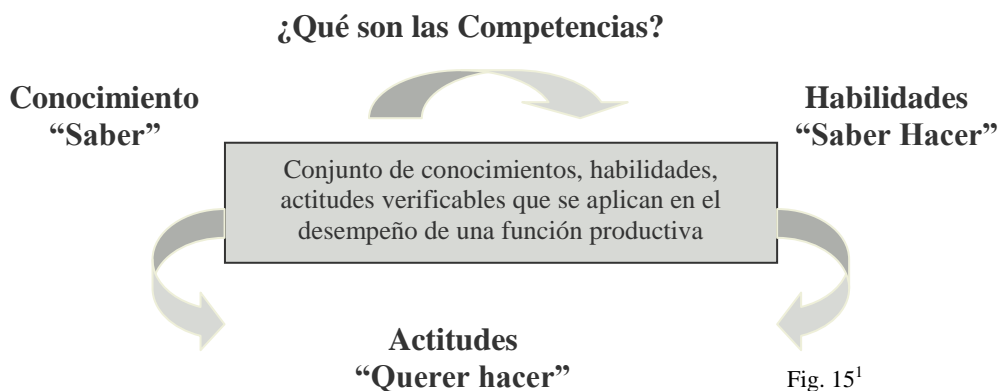 ¿Qué son las Competencias?
Conocimiento
“Saber”
Habilidades
“Saber Hacer”
Conjunto de conocimientos, habilidades,
actitudes verificables que se aplican en el
desempeño de una función productiva
Actitudes
“Querer hacer”
Fig. 15¹